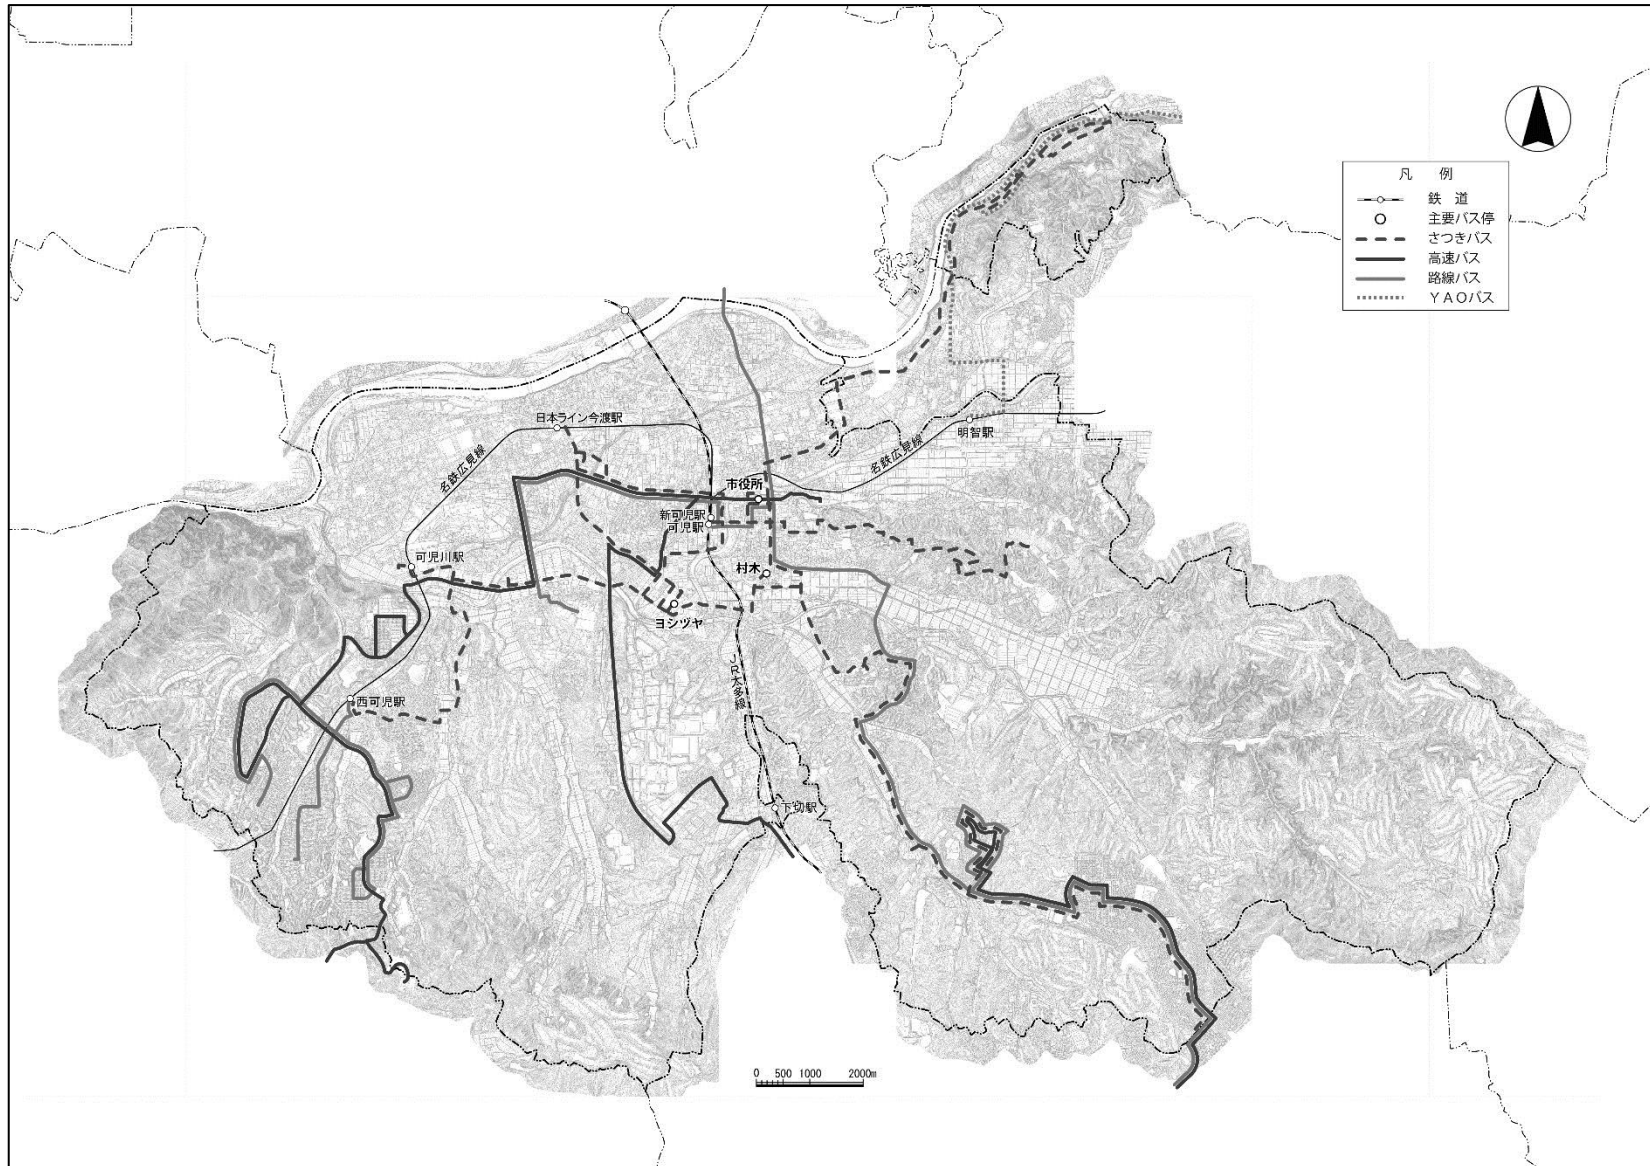 凡 例
鉄 道
主要バス停
さつきバス
高速バス
路線バス
YAOバス
日本ライン今渡駅
名鉄広見線
名鉄広見線
明智駅
市役所
新可児駅
可児駅
可児川駅
村木
ヨシヅヤ
JR太多線
西可児駅
下切駅
0 500 1000 2000m